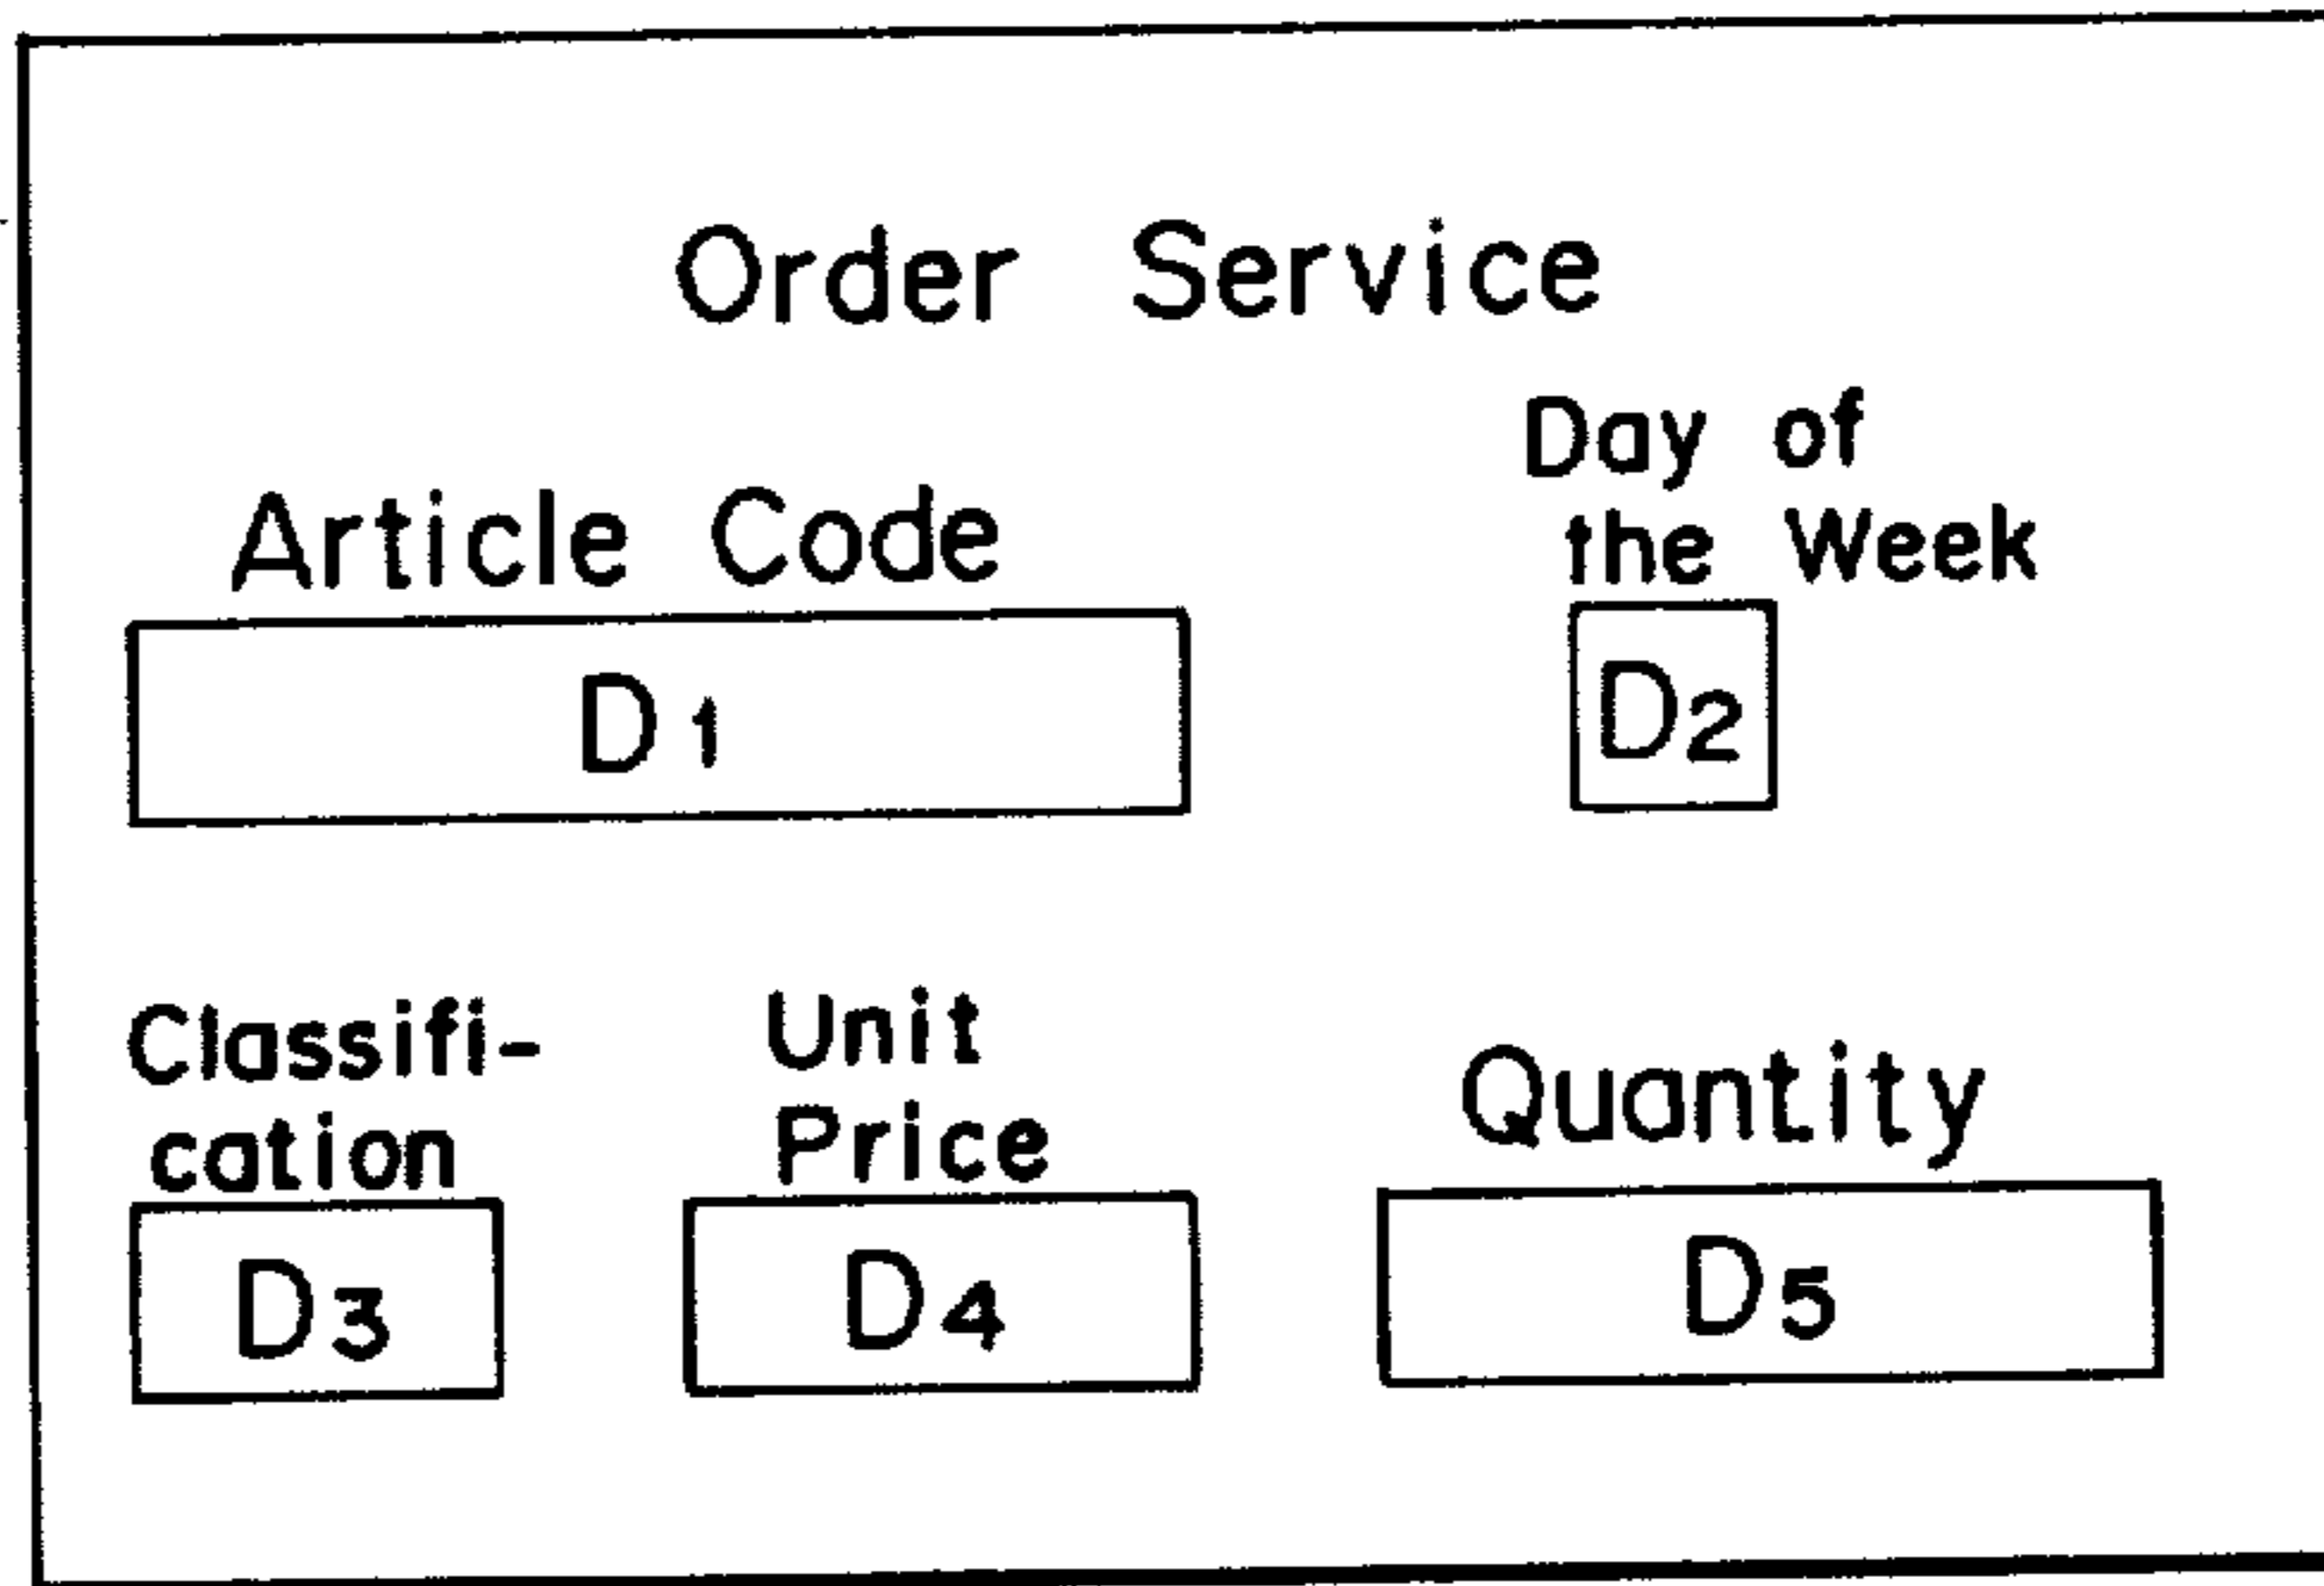 Order Service
Article Code
Day of
the Week
D1
D2
Classifi-
cation
Unit
Price
Quantity
D3
D4
D5